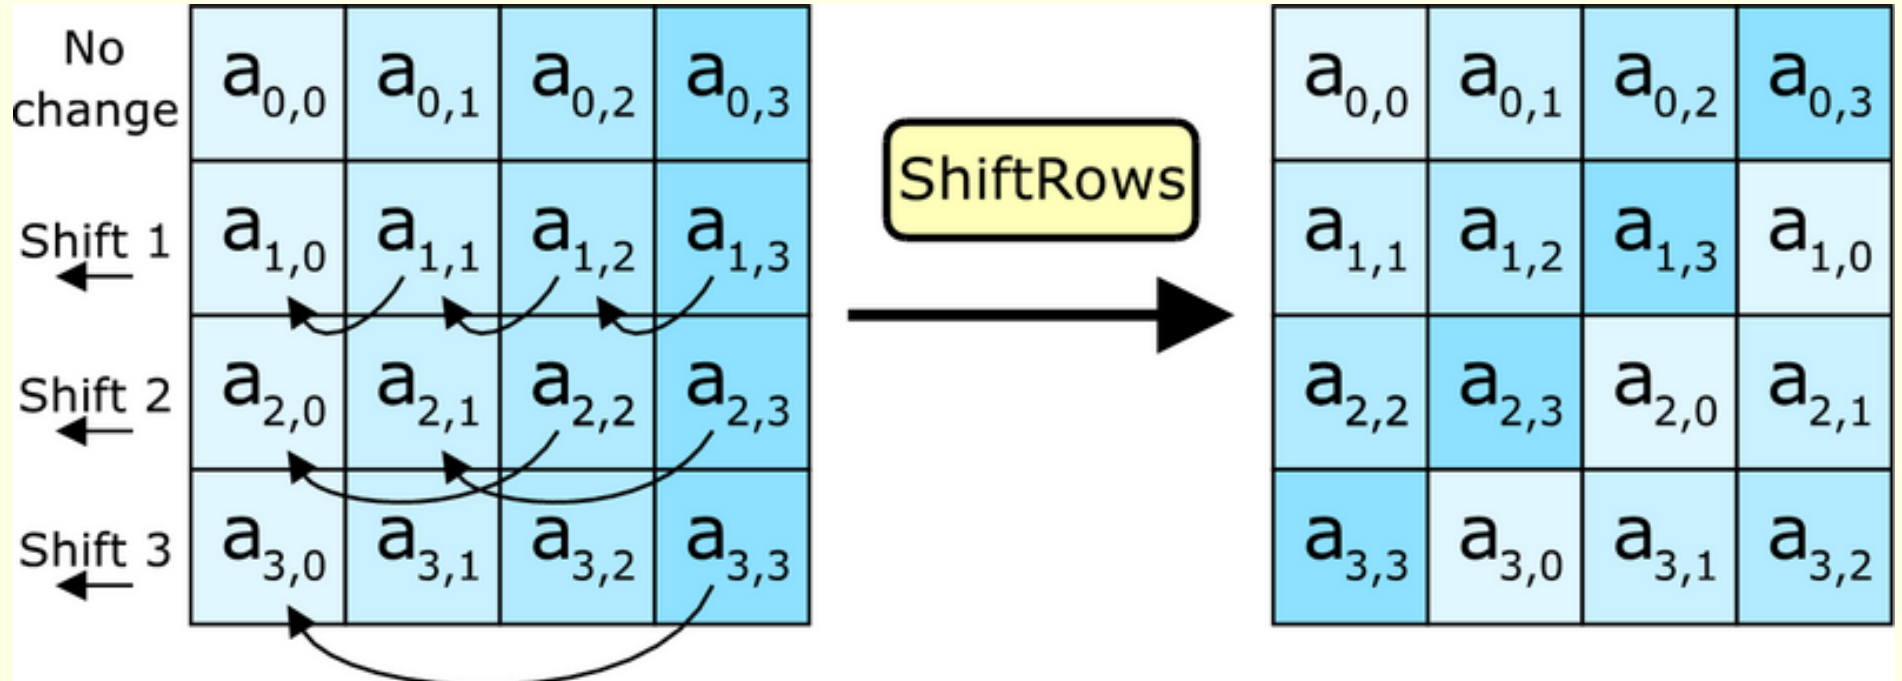 No
change
a0,0 a0,1 a0,2 a0,3
Shift 1
a1,0 a1,1 a1,2 a1,3
Shift 2
a2,0 a2,1 a2,2 a2,3
Shift 3
a3,0 a3,1 a3,2 a3,3
ShiftRows
a0,0 a0,1 a0,2 a0,3
a1,1 a1,2 a1,3 a1,0
a2,2 a2,3 a2,0 a2,1
a3,3 a3,0 a3,1 a3,2